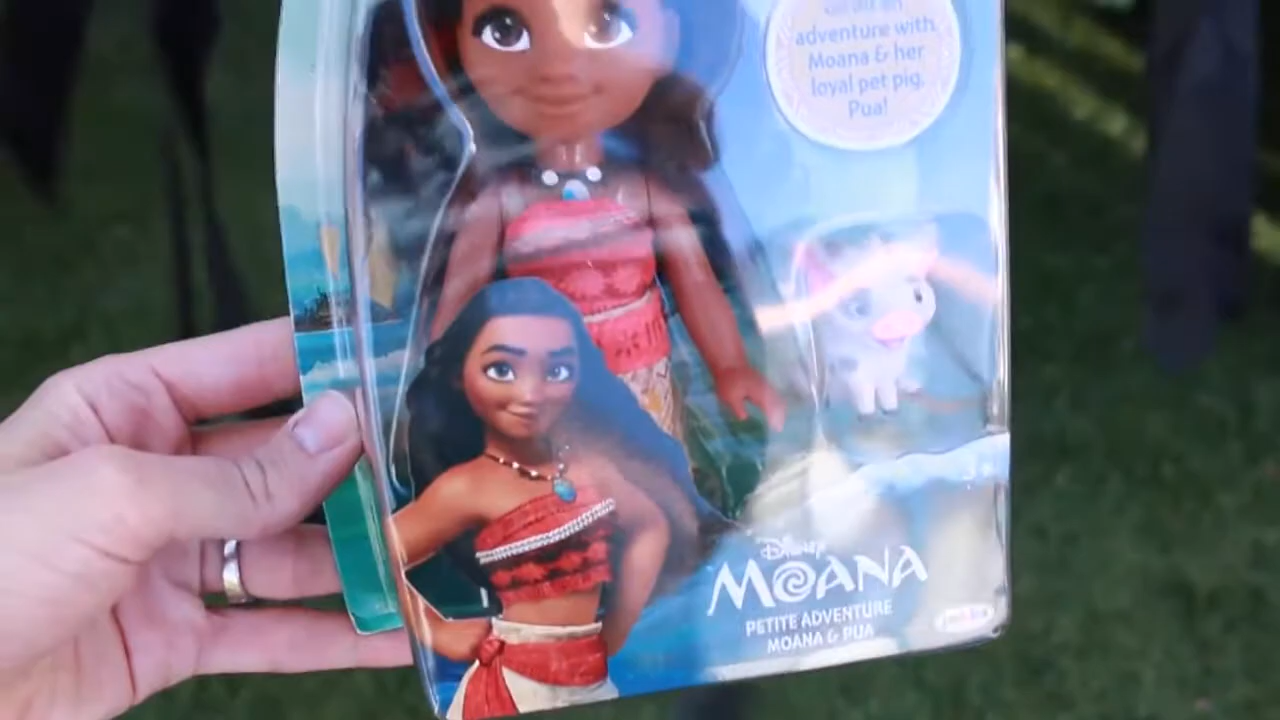 adventure with
Moana & her
loyal pet pig,
Pua!
Disney
MOANA
PETITE ADVENTURE
MOANA & PUA